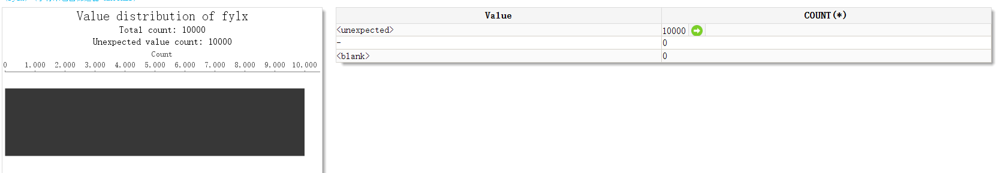 Value distribution of fylx
Total count: 10000
Unexpected value count: 10000
Count
0 1,000 2,000 3,000 4,000 5,000 6,000 7,000 8,000 9,000 10,000
Value COUNT(*)
<unexpected> 10000
- 0
<blank> 0